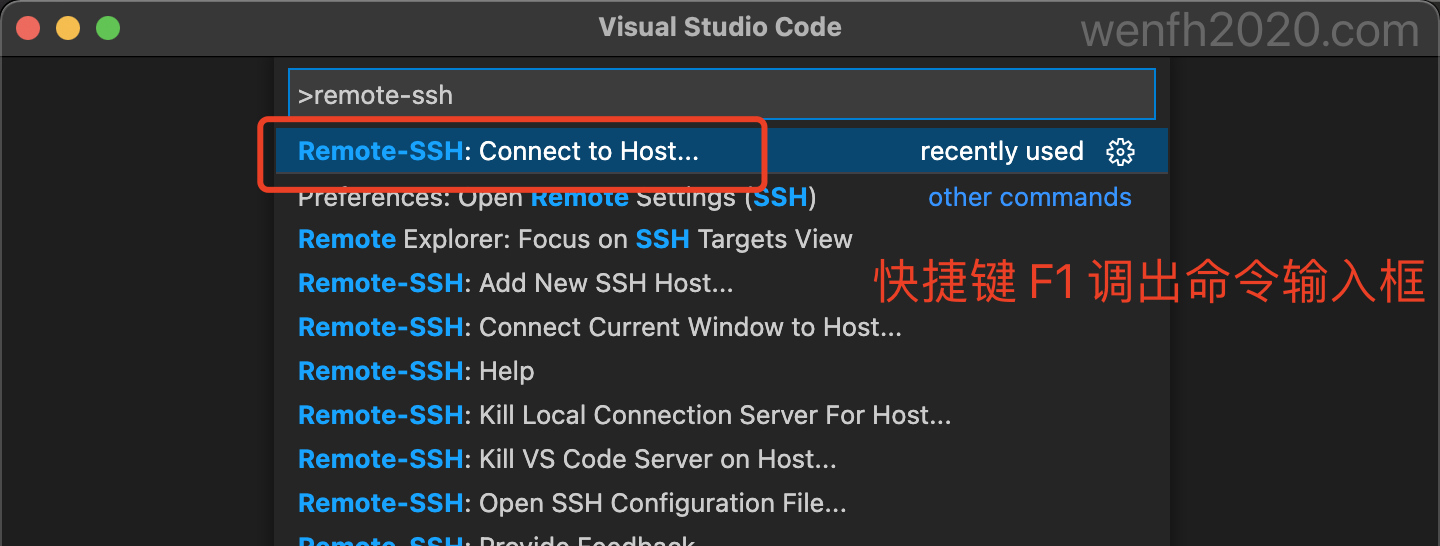 Visual Studio Code
wenfh2020.com
>remote-ssh
Remote-SSH: Connect to Host... recently used
Preferences: Open Remote Settings (SSH) other commands
Remote Explorer: Focus on SSH Targets View
Remote-SSH: Add New SSH Host...
快捷键 F1 调出命令输入框
Remote-SSH: Connect Current Window to Host...
Remote-SSH: Help
Remote-SSH: Kill Local Connection Server For Host...
Remote-SSH: Kill VS Code Server on Host...
Remote-SSH: Open SSH Configuration File...
Remote-SSH: Provide Feedback